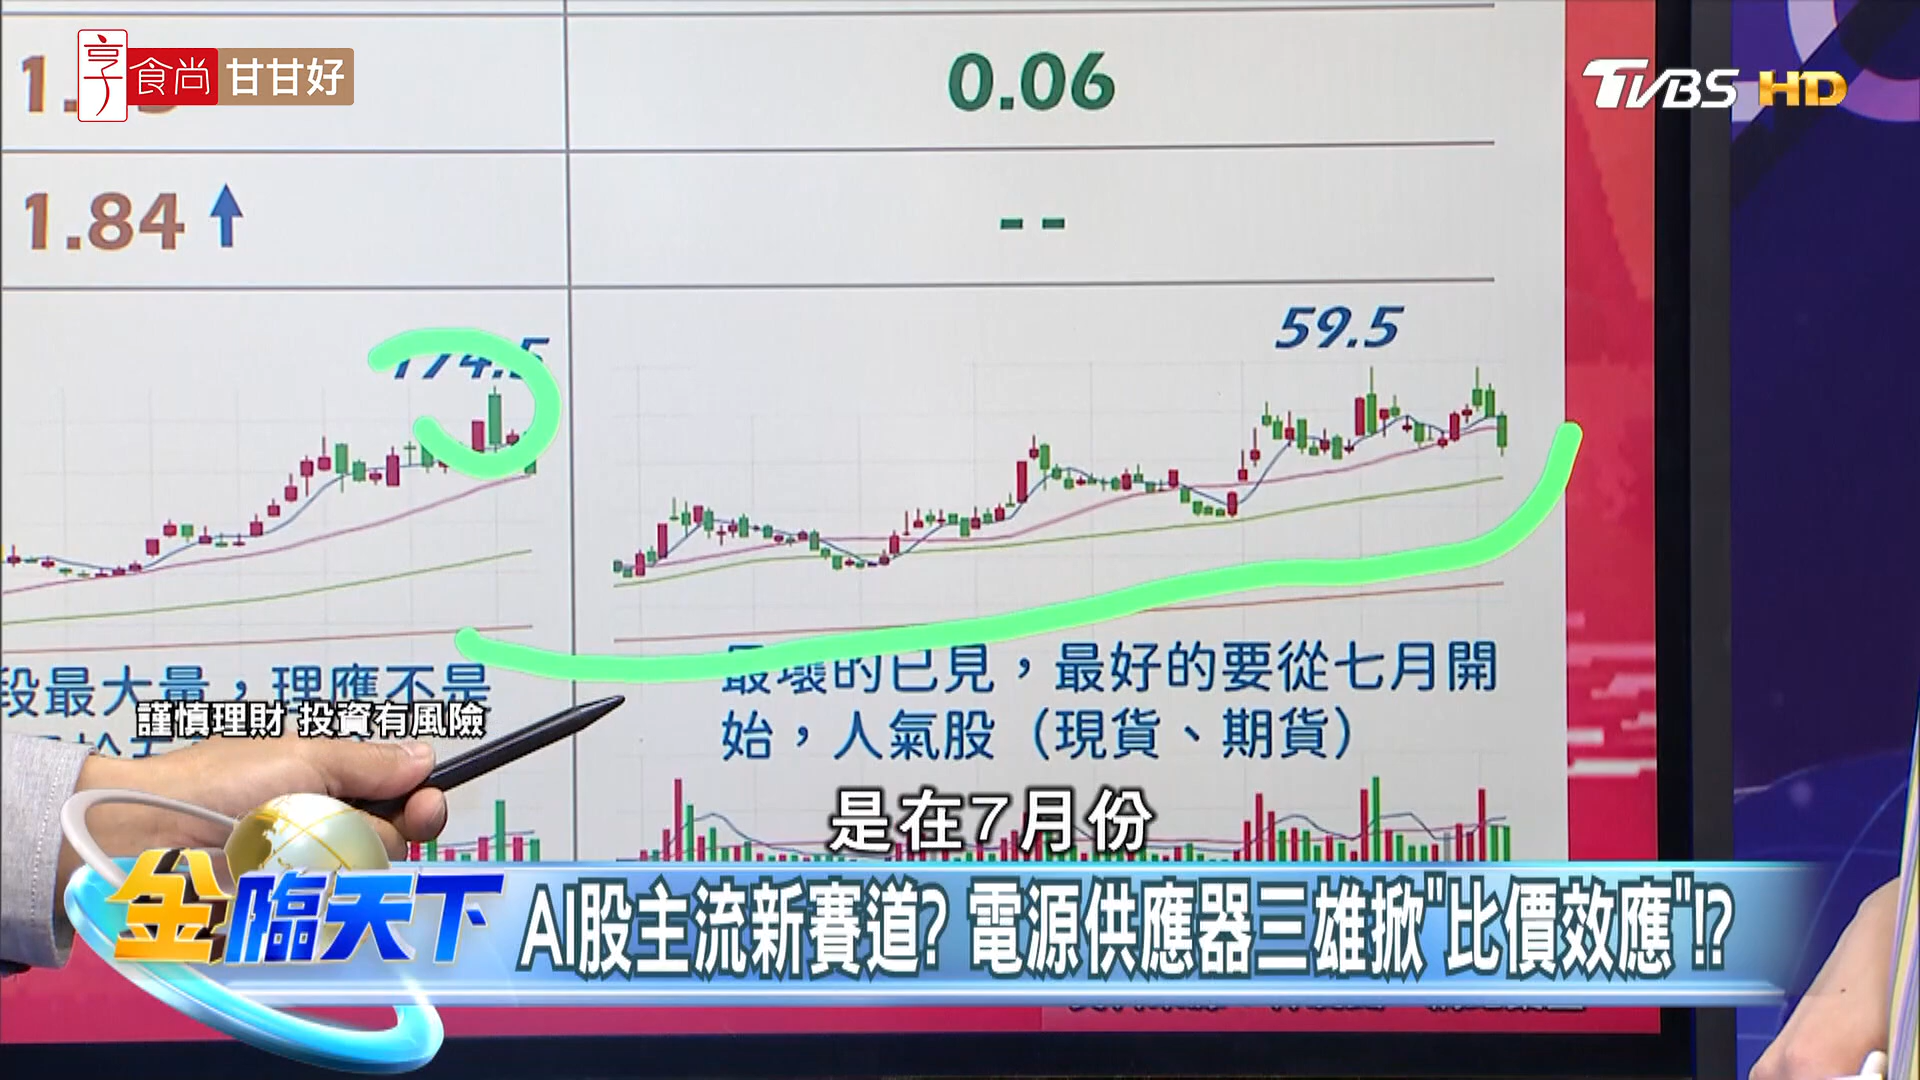 享 食尚 甘甘好
TVBS HD
0.06
1.84 --
174.5
59.5
段最大量，理應不是
最壞的已見，最好的要從七月開
始，人氣股（現貨、期貨）
謹慎理財 投資有風險
是在7月份
金臨天下
AI股主流新賽道? 電源供應器三雄掀"比價效應"!?